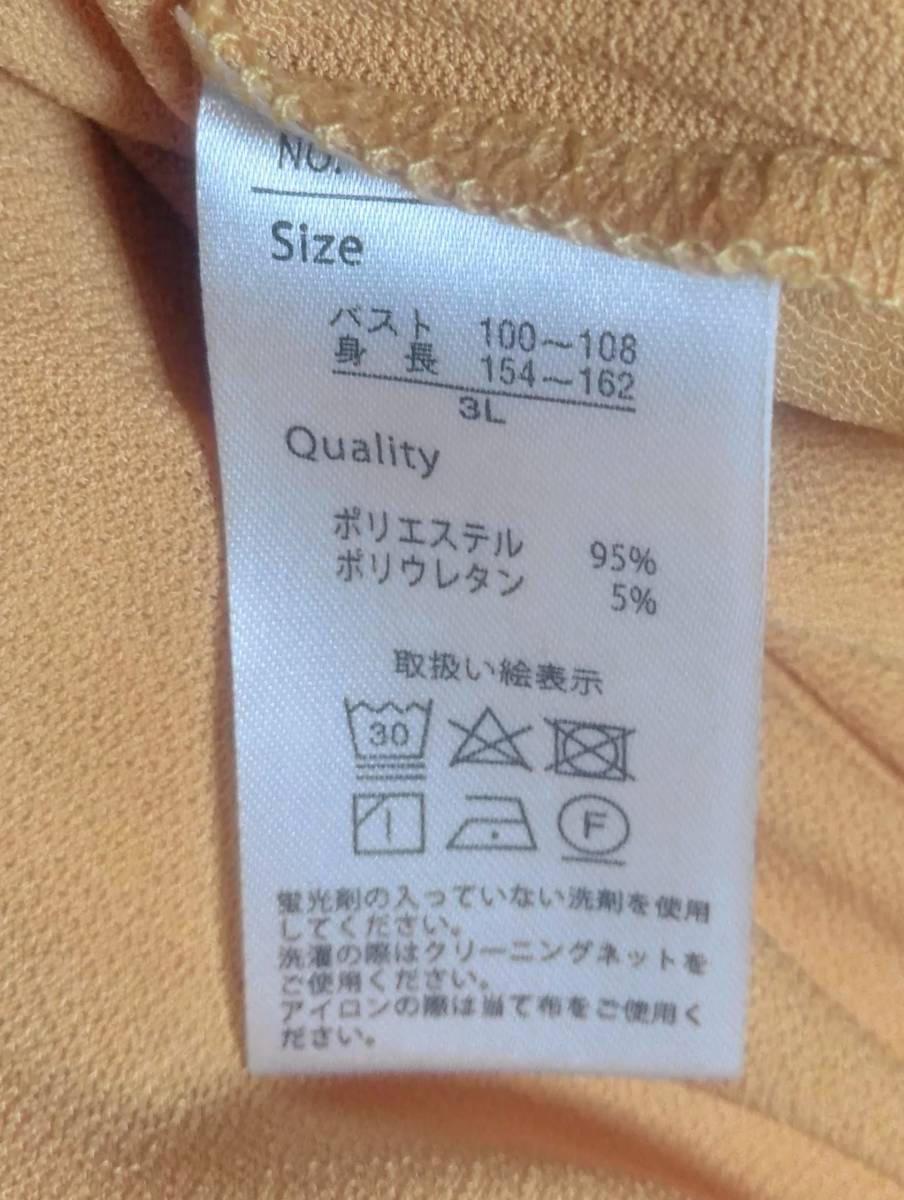 NO.
Size
バスト 100~108
身 長 154~162
3L
Quality
ポリエステル 95%
ポリウレタン 5%
取扱い絵表示
30
F
蛍光剤の入っていない洗剤を使用
してください。
洗濯の際はクリーニングネットを
ご使用ください。
アイロンの際は当て布をご使用く
ださい。